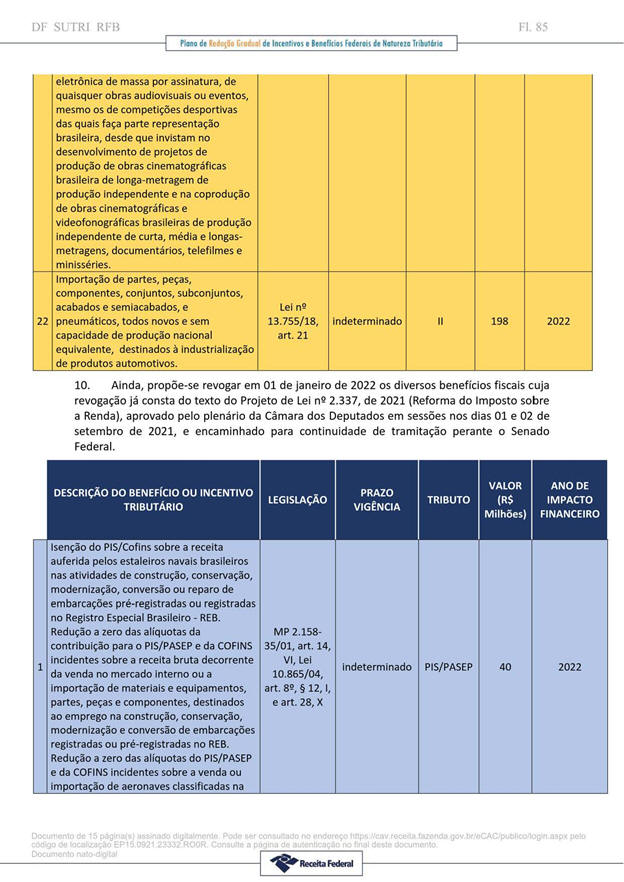 DF SUTRI RFB
Fl. 85
Plano de Redução Gradual de Incentivos e Benefícios Federais de Natureza Tributária
eletrônica de massa por assinatura, de
quaisquer obras audiovisuais ou eventos,
mesmo os de competições desportivas
das quais faça parte representação
brasileira, desde que invistam no
desenvolvimento de projetos de
produção de obras cinematográficas
brasileira de longa-metragem de
produção independente e na coprodução
de obras cinematográficas e
videofonográficas brasileiras de produção
independente de curta, média e longas-
metragens, documentários, telefilmes e
minisséries.
22
Importação de partes, peças,
componentes, conjuntos, subconjuntos,
acabados e semiacabados, e
pneumáticos, todos novos e sem
capacidade de produção nacional
equivalente, destinados à industrialização
de produtos automotivos.
Lei nº
13.755/18,
art. 21
indeterminado
II
198
2022
10. Ainda, propõe-se revogar em 01 de janeiro de 2022 os diversos benefícios fiscais cuja
revogação já consta do texto do Projeto de Lei nº 2.337, de 2021 (Reforma do Imposto sobre
a Renda), aprovado pelo plenário da Câmara dos Deputados em sessões nos dias 01 e 02 de
setembro de 2021, e encaminhado para continuidade de tramitação perante o Senado
Federal.
DESCRIÇÃO DO BENEFÍCIO OU INCENTIVO
TRIBUTÁRIO
LEGISLAÇÃO
PRAZO
VIGÊNCIA
TRIBUTO
VALOR
(R$
Milhões)
ANO DE
IMPACTO
FINANCEIRO
1
Isenção do PIS/Cofins sobre a receita
auferida pelos estaleiros navais brasileiros
nas atividades de construção, conservação,
modernização, conversão ou reparo de
embarcações pré-registradas ou registradas
no Registro Especial Brasileiro - REB.
Redução a zero das alíquotas da
contribuição para o PIS/PASEP e da COFINS
incidentes sobre a receita bruta decorrente
da venda no mercado interno ou a
importação de materiais e equipamentos,
partes, peças e componentes, destinados
ao emprego na construção, conservação,
modernização e conversão de embarcações
registradas ou pré-registradas no REB.
Redução a zero das alíquotas do PIS/PASEP
e da COFINS incidentes sobre a venda ou
importação de aeronaves classificadas na
MP 2.158-
35/01, art. 14,
VI, Lei
10.865/04,
art. 8º, § 12, I,
e art. 28, X
indeterminado
PIS/PASEP
40
2022
Documento de 15 página(s) assinado digitalmente. Pode ser consultado no endereço https://cav.receita.fazenda.gov.br/eCAC/publico/login.aspx pelo
código de localização EP15.0921.23332.RO0R. Consulte a página de autenticação no final deste documento.
Documento nato-digital
Receita Federal